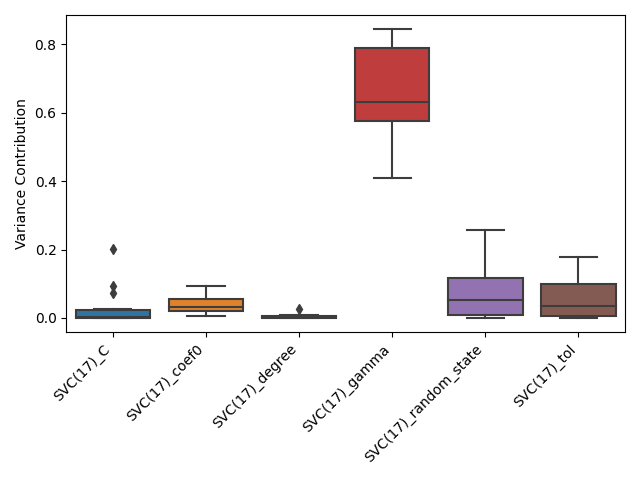 0.8
0.6
0.4
0.2
0.0
Variance Contribution
SVC(17)_C
SVC(17)_coef0
SVC(17)_degree
SVC(17)_gamma
SVC(17)_random_state
SVC(17)_tol